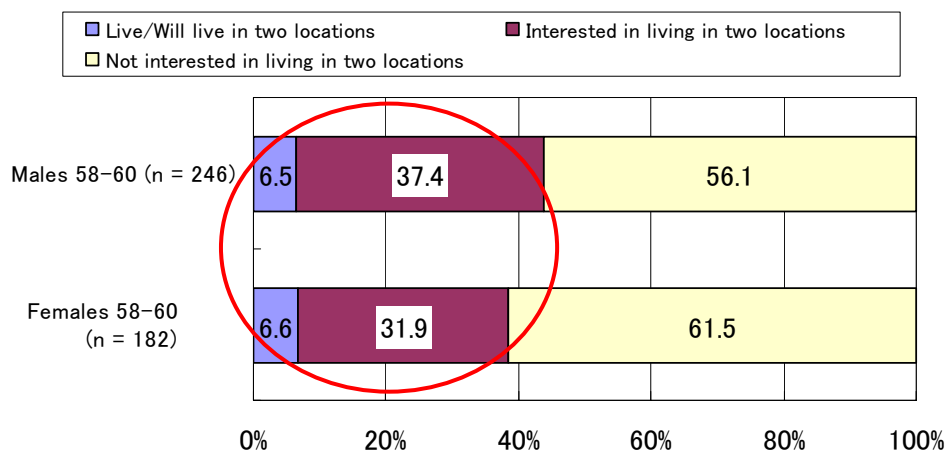 Live/Will live in two locations
Interested in living in two locations
Not interested in living in two locations
Males 58-60 (n = 246)
6.5
37.4
56.1
Females 58-60
(n = 182)
6.6
31.9
61.5
0%
20%
40%
60%
80%
100%